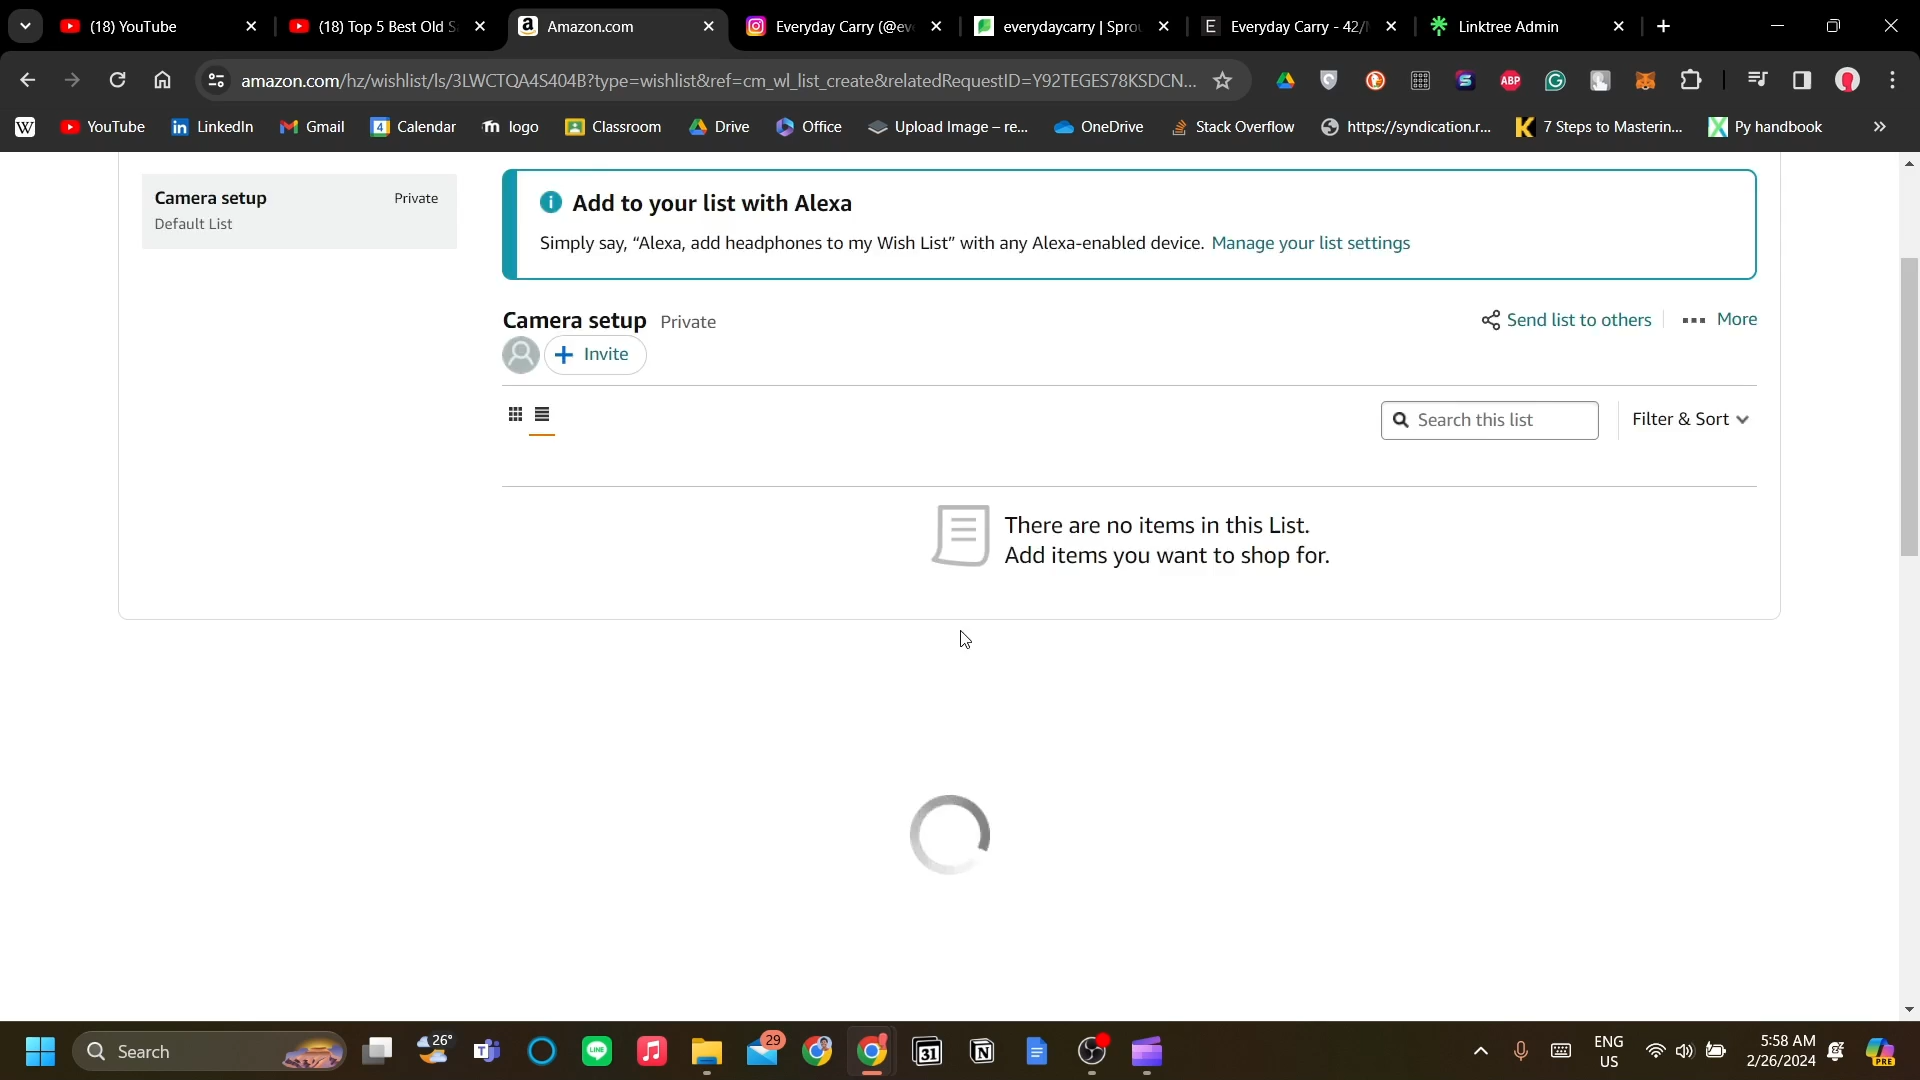 (18) YouTube
(18) Top 5 Best Old S
Amazon.com
Everyday Carry (@ev
everydaycarry | Sprou
Everyday Carry - 42/
Linktree Admin
amazon.com/hz/wishlist/ls/3LWCTQA4S404B?type=wishlist&ref=cm_wl_list_create&relatedRequestID=Y92TEGES78KSDCN...
ABP
YouTube
LinkedIn
Gmail
Calendar
logo
Classroom
Drive
Office
Upload Image – re...
OneDrive
Stack Overflow
https://syndication.r...
7 Steps to Masterin...
Py handbook
Camera setup
Private
Default List
Add to your list with Alexa
Simply say, “Alexa, add headphones to my Wish List” with any Alexa-enabled device. Manage your list settings
Camera setup Private
Send list to others
More
Invite
Search this list
Filter & Sort
There are no items in this List.
Add items you want to shop for.
Search
26°
LINE
29
31
ENG
US
5:58 AM
2/26/2024
PRE